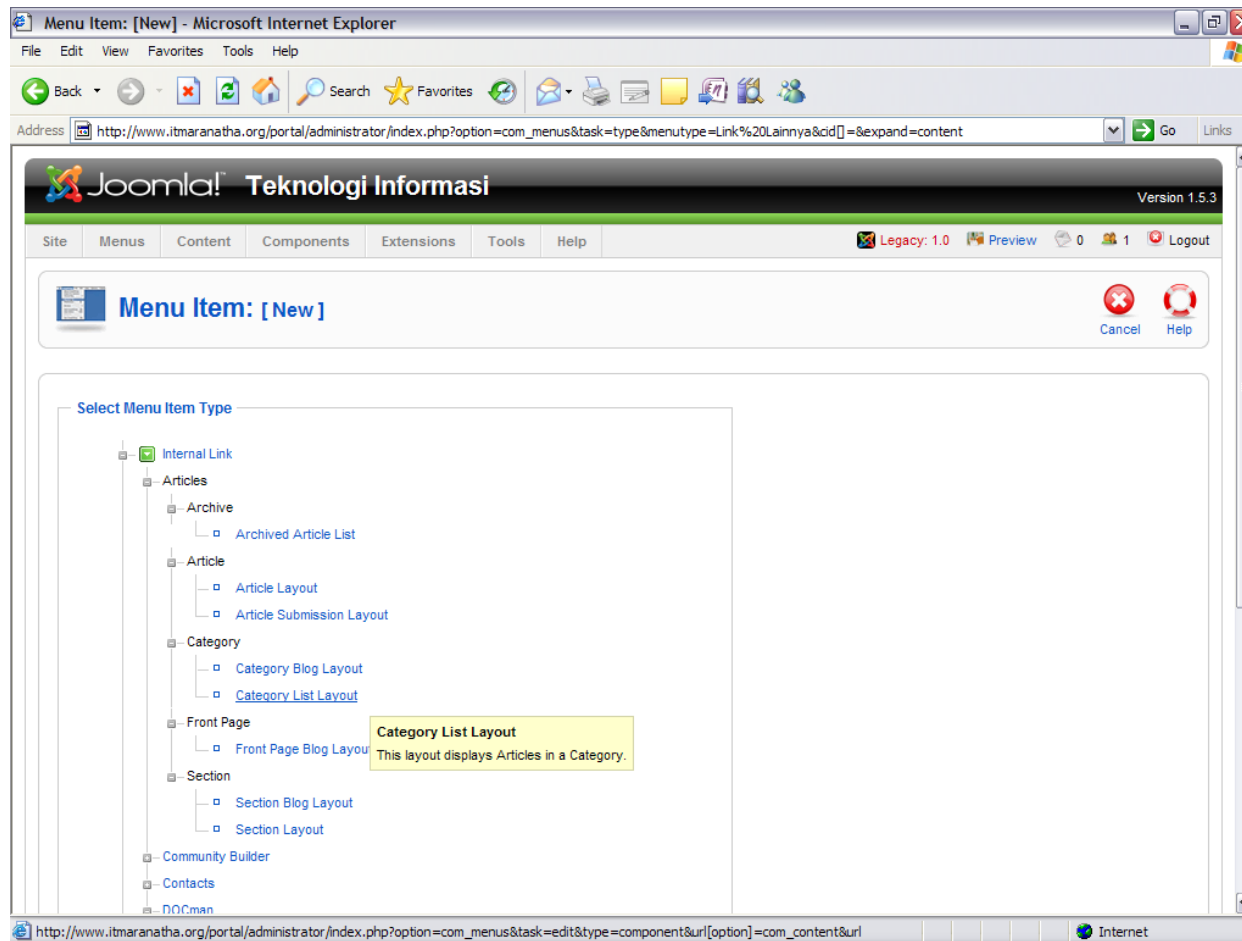 Menu Item: [New] - Microsoft Internet Explorer
File Edit View Favorites Tools Help
Back Search Favorites
Address http://www.itmaranatha.org/portal/administrator/index.php?option=com_menus&task=type&menutype=Link%20Lainnya&cid[]=&expand=content Go Links
Joomla! Teknologi Informasi
Version 1.5.3
Site Menus Content Components Extensions Tools Help Legacy: 1.0 Preview 0 1 Logout
Menu Item: [ New ]
Cancel Help
Select Menu Item Type
Internal Link
Articles
Archive
Archived Article List
Article
Article Layout
Article Submission Layout
Category
Category Blog Layout
Category List Layout
Front Page
Category List Layout
Front Page Blog Layou
This layout displays Articles in a Category.
Section
Section Blog Layout
Section Layout
Community Builder
Contacts
DOCman
http://www.itmaranatha.org/portal/administrator/index.php?option=com_menus&task=edit&type=component&url[option]=com_content&url Internet